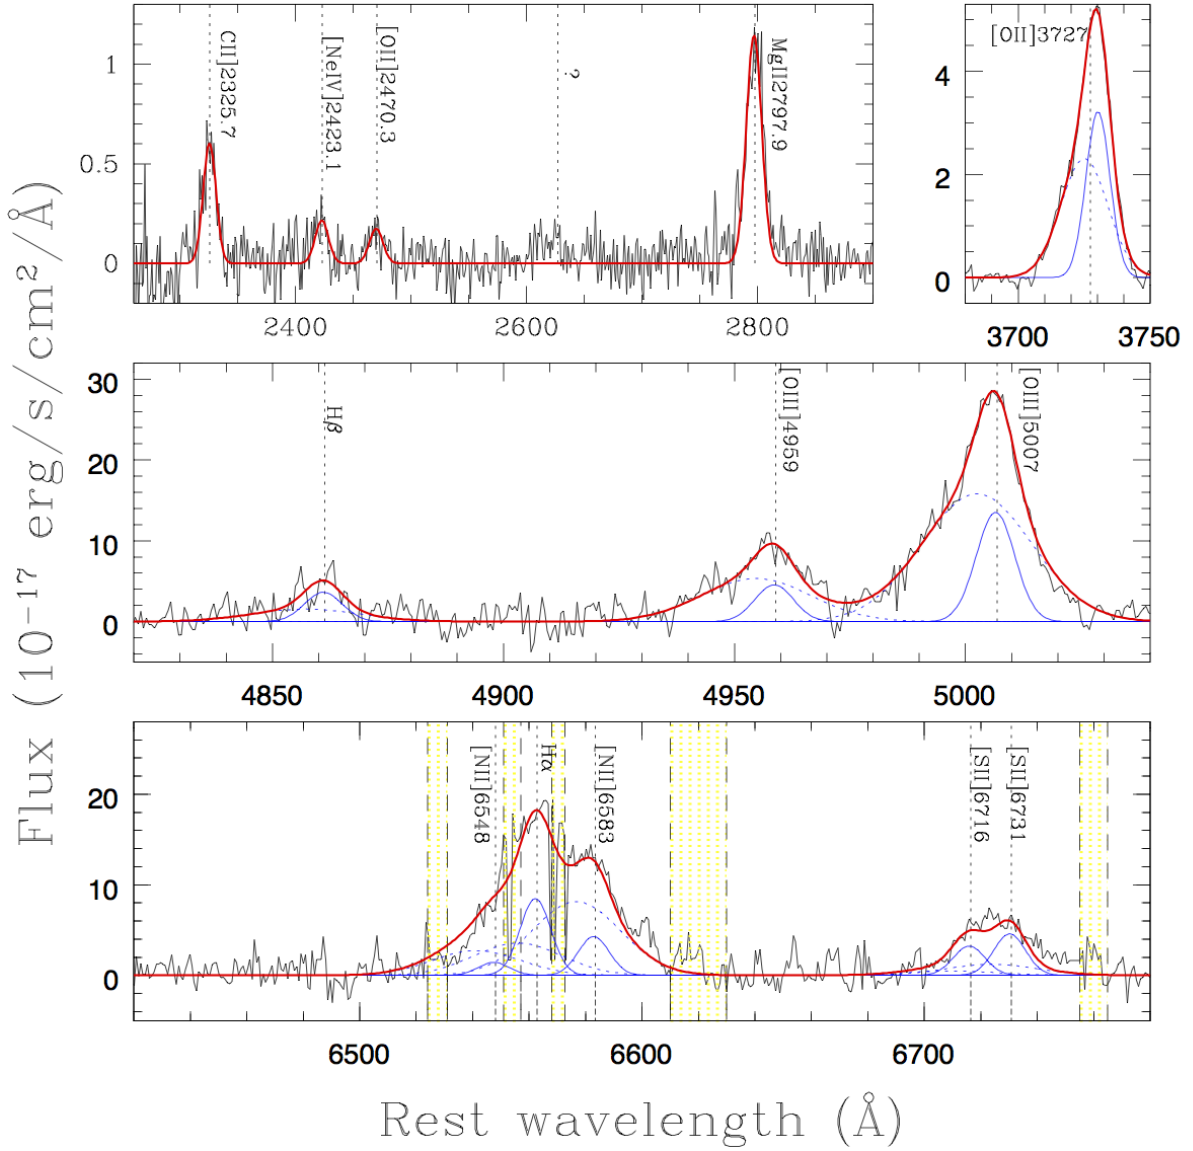 Flux (10⁻¹⁷ erg/s/cm²/Å)
1
0.5
0
CII]2325.7
[NeIV]2423.1
[OII]2470.3
?
MgII2797.9
2400
2600
2800
[OII]3727
4
2
0
3700
3750
30
20
10
0
Hβ
[OIII]4959
[OIII]5007
4850
4900
4950
5000
20
10
0
[NII]6548
Hα
[NII]6583
[SII]6716
[SII]6731
6500
6600
6700
Rest wavelength (Å)